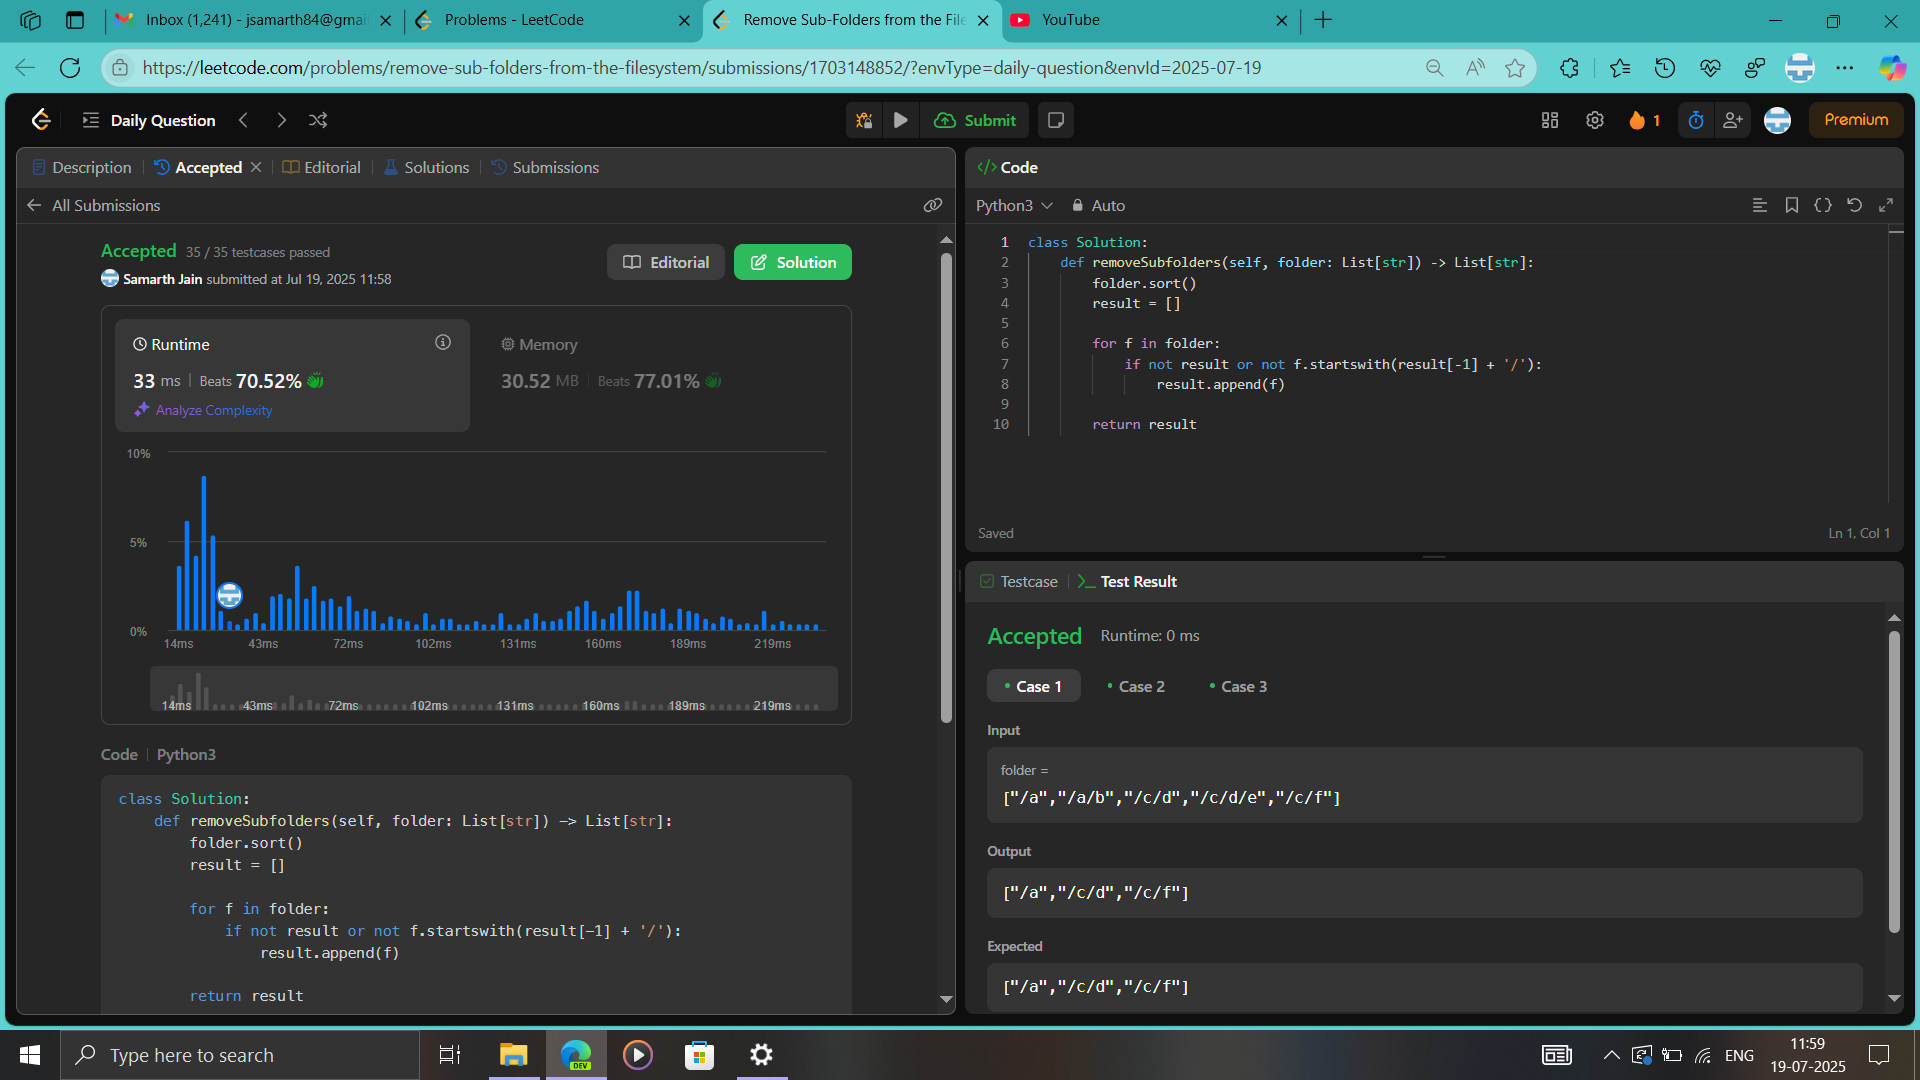 Inbox (1,241) - jsamarth84@gmai
Problems - LeetCode
Remove Sub-Folders from the File
YouTube
https://leetcode.com/problems/remove-sub-folders-from-the-filesystem/submissions/1703148852/?envType=daily-question&envId=2025-07-19
Daily Question
Submit
1
Premium
Description
Accepted
Editorial
Solutions
Submissions
All Submissions
Accepted 35 / 35 testcases passed
Samarth Jain submitted at Jul 19, 2025 11:58
Editorial
Solution
Runtime
33 ms | Beats 70.52%
Analyze Complexity
Memory
30.52 MB | Beats 77.01%
10%
5%
0%
14ms 43ms 72ms 102ms 131ms 160ms 189ms 219ms
14ms 43ms 72ms 102ms 131ms 160ms 189ms 219ms
Code | Python3
class Solution:
    def removeSubfolders(self, folder: List[str]) -> List[str]:
        folder.sort()
        result = []
        for f in folder:
            if not result or not f.startswith(result[-1] + '/'):
                result.append(f)
        return result
</> Code
Python3
Auto
1 class Solution:
2     def removeSubfolders(self, folder: List[str]) -> List[str]:
3         folder.sort()
4         result = []
5
6         for f in folder:
7             if not result or not f.startswith(result[-1] + '/'):
8                 result.append(f)
9
10         return result
Saved
Ln 1, Col 1
Testcase
Test Result
Accepted Runtime: 0 ms
Case 1
Case 2
Case 3
Input
folder =
["/a","/a/b","/c/d","/c/d/e","/c/f"]
Output
["/a","/c/d","/c/f"]
Expected
["/a","/c/d","/c/f"]
Type here to search
DEV
ENG
11:59
19-07-2025